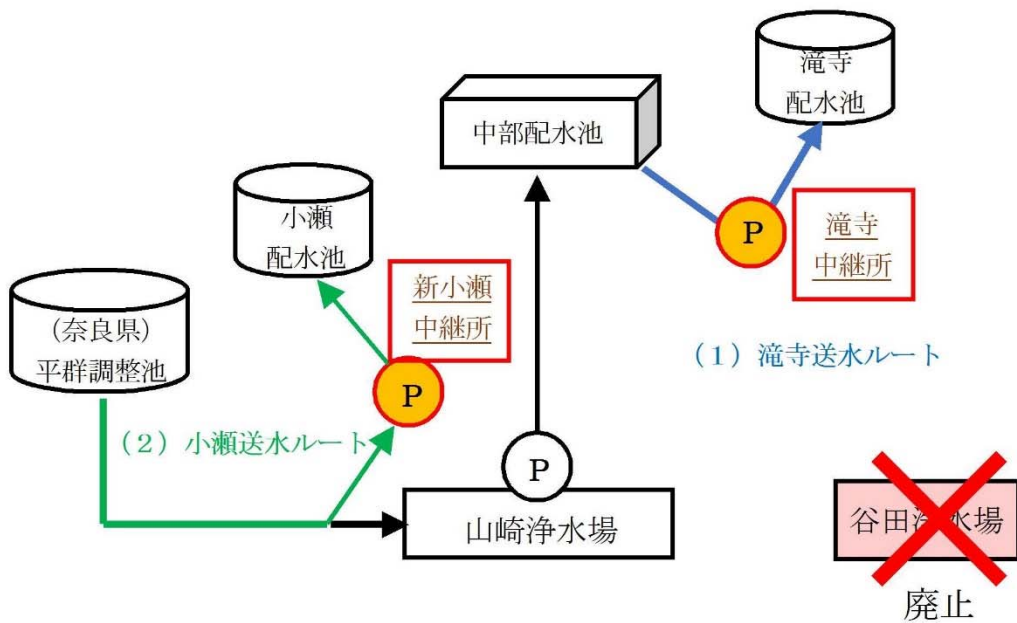 滝寺
配水池
中部配水池
小瀬
配水池
P
滝寺
中継所
新小瀬
中継所
(奈良県)
平群調整池
P
(1)滝寺送水ルート
(2)小瀬送水ルート
P
山崎浄水場
谷田浄水場
廃止